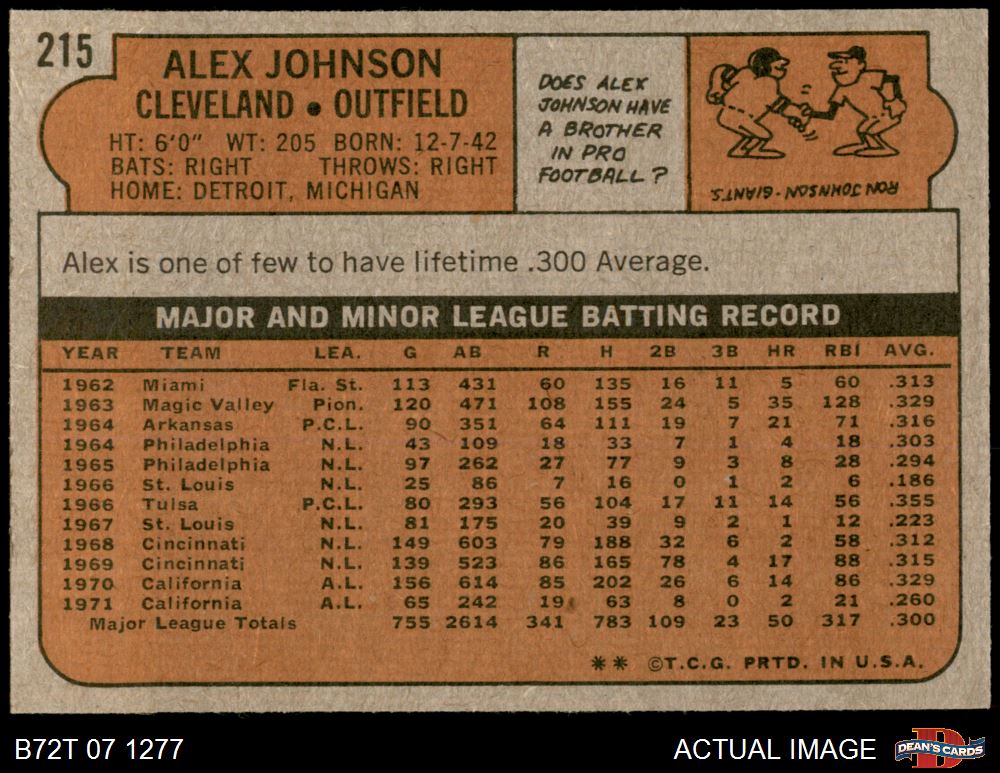 215
ALEX JOHNSON
CLEVELAND • OUTFIELD
HT: 6'0" WT: 205 BORN: 12-7-42
BATS: RIGHT THROWS: RIGHT
HOME: DETROIT, MICHIGAN
DOES ALEX
JOHNSON HAVE
A BROTHER
IN PRO
FOOTBALL?
RON JOHNSON - GIANTS.
Alex is one of few to have lifetime .300 Average.
MAJOR AND MINOR LEAGUE BATTING RECORD
YEAR TEAM LEA. G AB R H 2B 3B HR RBI AVG.
1962 Miami Fla. St. 113 431 60 135 16 11 5 60 .313
1963 Magic Valley Pion. 120 471 108 155 24 5 35 128 .329
1964 Arkansas P.C.L. 90 351 64 111 19 7 21 71 .316
1964 Philadelphia N.L. 43 109 18 33 7 1 4 18 .303
1965 Philadelphia N.L. 97 262 27 77 9 3 8 28 .294
1966 St. Louis N.L. 25 86 7 16 0 1 2 6 .186
1966 Tulsa P.C.L. 80 293 56 104 17 11 14 56 .355
1967 St. Louis N.L. 81 175 20 39 9 2 1 12 .223
1968 Cincinnati N.L. 149 603 79 188 32 6 2 58 .312
1969 Cincinnati N.L. 139 523 86 165 78 4 17 88 .315
1970 California A.L. 156 614 85 202 26 6 14 86 .329
1971 California A.L. 65 242 19 63 8 0 2 21 .260
Major League Totals 755 2614 341 783 109 23 50 317 .300
** ©T.C.G. PRTD. IN U.S.A.
B72T 07 1277
ACTUAL IMAGE
DEAN'S CARDS